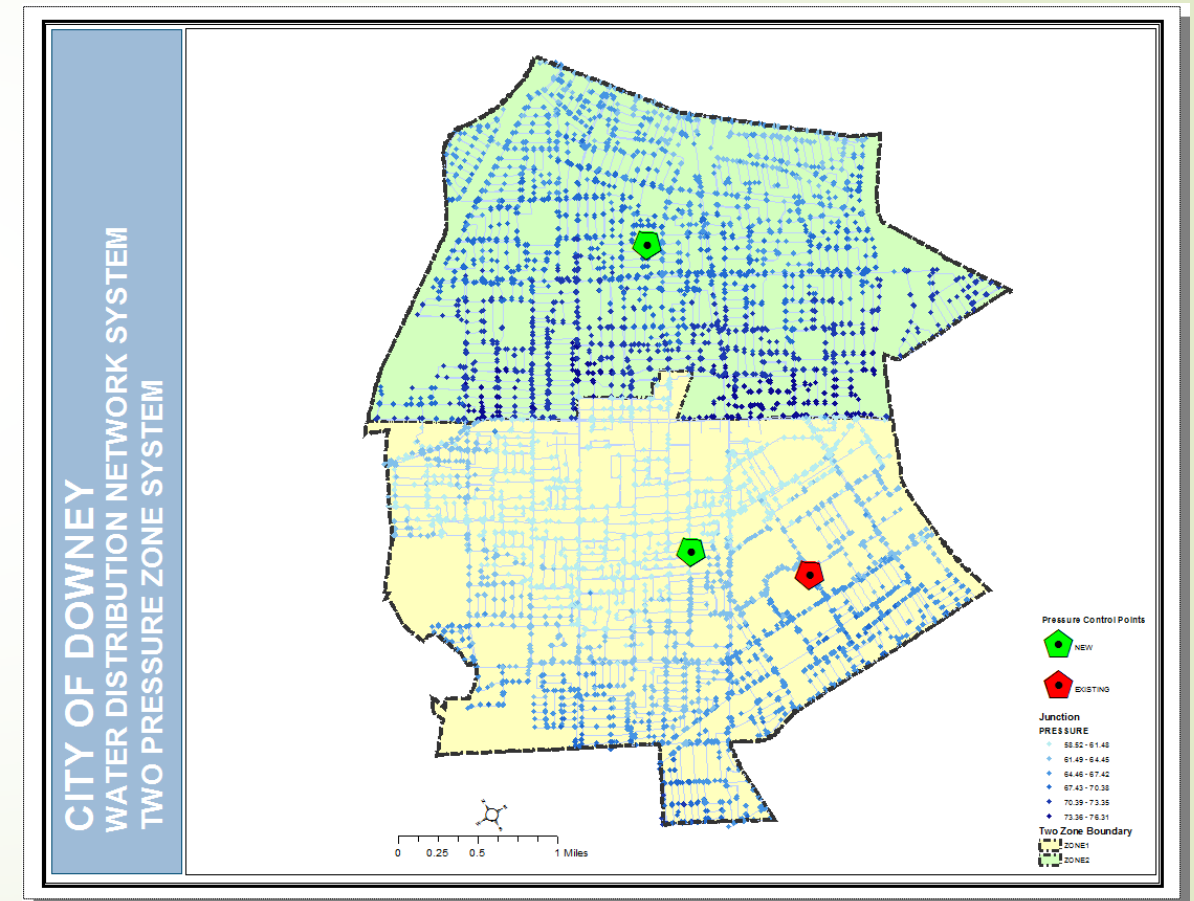 CITY OF DOWNEY
WATER DISTRIBUTION NETWORK SYSTEM
TWO PRESSURE ZONE SYSTEM
Pressure Control Points
NEW
EXISTING
Junction
PRESSURE
58.52 - 61.48
61.49 - 64.45
64.46 - 67.42
67.43 - 70.38
70.39 - 73.35
73.36 - 76.31
Two Zone Boundary
ZONE1
ZONE2
0 0.25 0.5 1 Miles